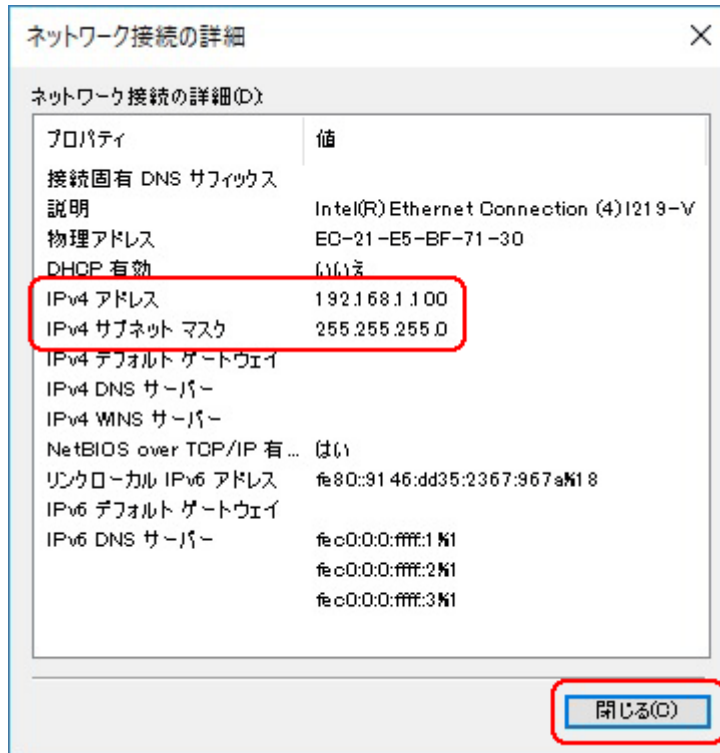 ネットワーク接続の詳細
ネットワーク接続の詳細(D):
プロパティ 値
接続固有 DNS サフィックス
説明 Intel(R) Ethernet Connection (4) I219-V
物理アドレス EC-21-E5-BF-71-30
DHCP 有効 いいえ
IPv4 アドレス 192.168.1.100
IPv4 サブネット マスク 255.255.255.0
IPv4 デフォルト ゲートウェイ
IPv4 DNS サーバー
IPv4 WINS サーバー
NetBIOS over TCP/IP 有... はい
リンクローカル IPv6 アドレス fe80::9146:dd35:2367:967a%18
IPv6 デフォルト ゲートウェイ
IPv6 DNS サーバー fec0:0:0:ffff::1%1
fec0:0:0:ffff::2%1
fec0:0:0:ffff::3%1
閉じる(C)